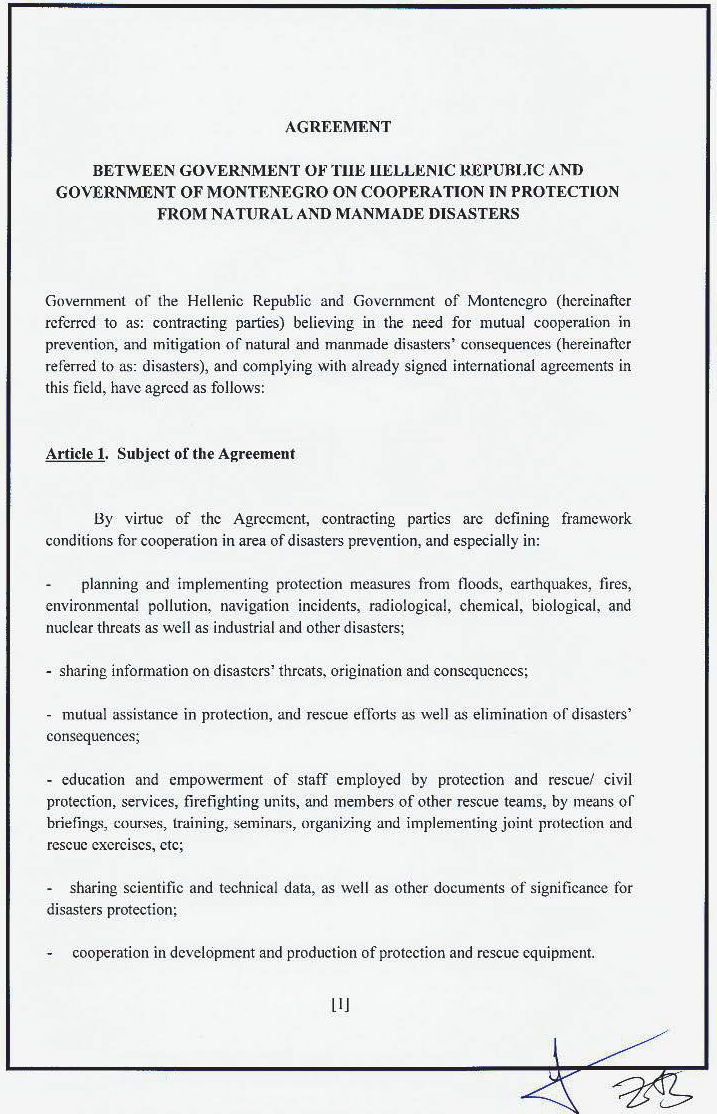 AGREEMENT
BETWEEN GOVERNMENT OF THE HELLENIC REPUBLIC AND
GOVERNMENT OF MONTENEGRO ON COOPERATION IN PROTECTION
FROM NATURAL AND MANMADE DISASTERS
Government of the Hellenic Republic and Government of Montenegro (hereinafter
referred to as: contracting parties) believing in the need for mutual cooperation in
prevention, and mitigation of natural and manmade disasters' consequences (hereinafter
referred to as: disasters), and complying with already signed international agreements in
this field, have agreed as follows:
Article 1. Subject of the Agreement
By virtue of the Agreement, contracting parties are defining framework
conditions for cooperation in area of disasters prevention, and especially in:
- planning and implementing protection measures from floods, earthquakes, fires,
environmental pollution, navigation incidents, radiological, chemical, biological, and
nuclear threats as well as industrial and other disasters;
- sharing information on disasters' threats, origination and consequences;
- mutual assistance in protection, and rescue efforts as well as elimination of disasters'
consequences;
- education and empowerment of staff employed by protection and rescue/ civil
protection, services, firefighting units, and members of other rescue teams, by means of
briefings, courses, training, seminars, organizing and implementing joint protection and
rescue exercises, etc;
- sharing scientific and technical data, as well as other documents of significance for
disasters protection;
- cooperation in development and production of protection and rescue equipment.
[1]